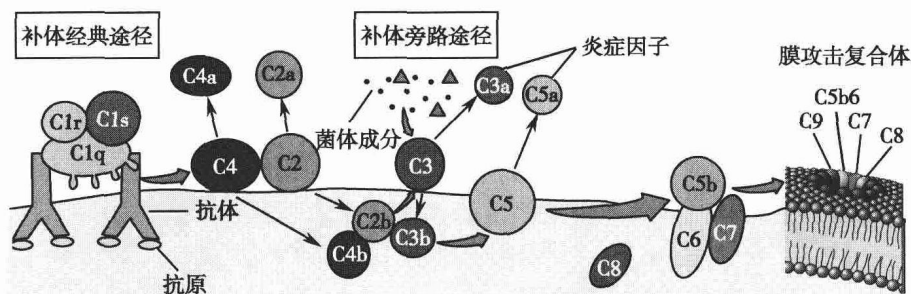 补体经典途径
补体旁路途径
炎症因子
膜攻击复合体
C4a
C2a
C3a
C5a
C5b6
C9
C7
C8
C1r
C1s
C1q
菌体成分
C4
C2
C3
C5
C5b
抗体
C2b
C3b
C4b
C6
C7
C8
抗原